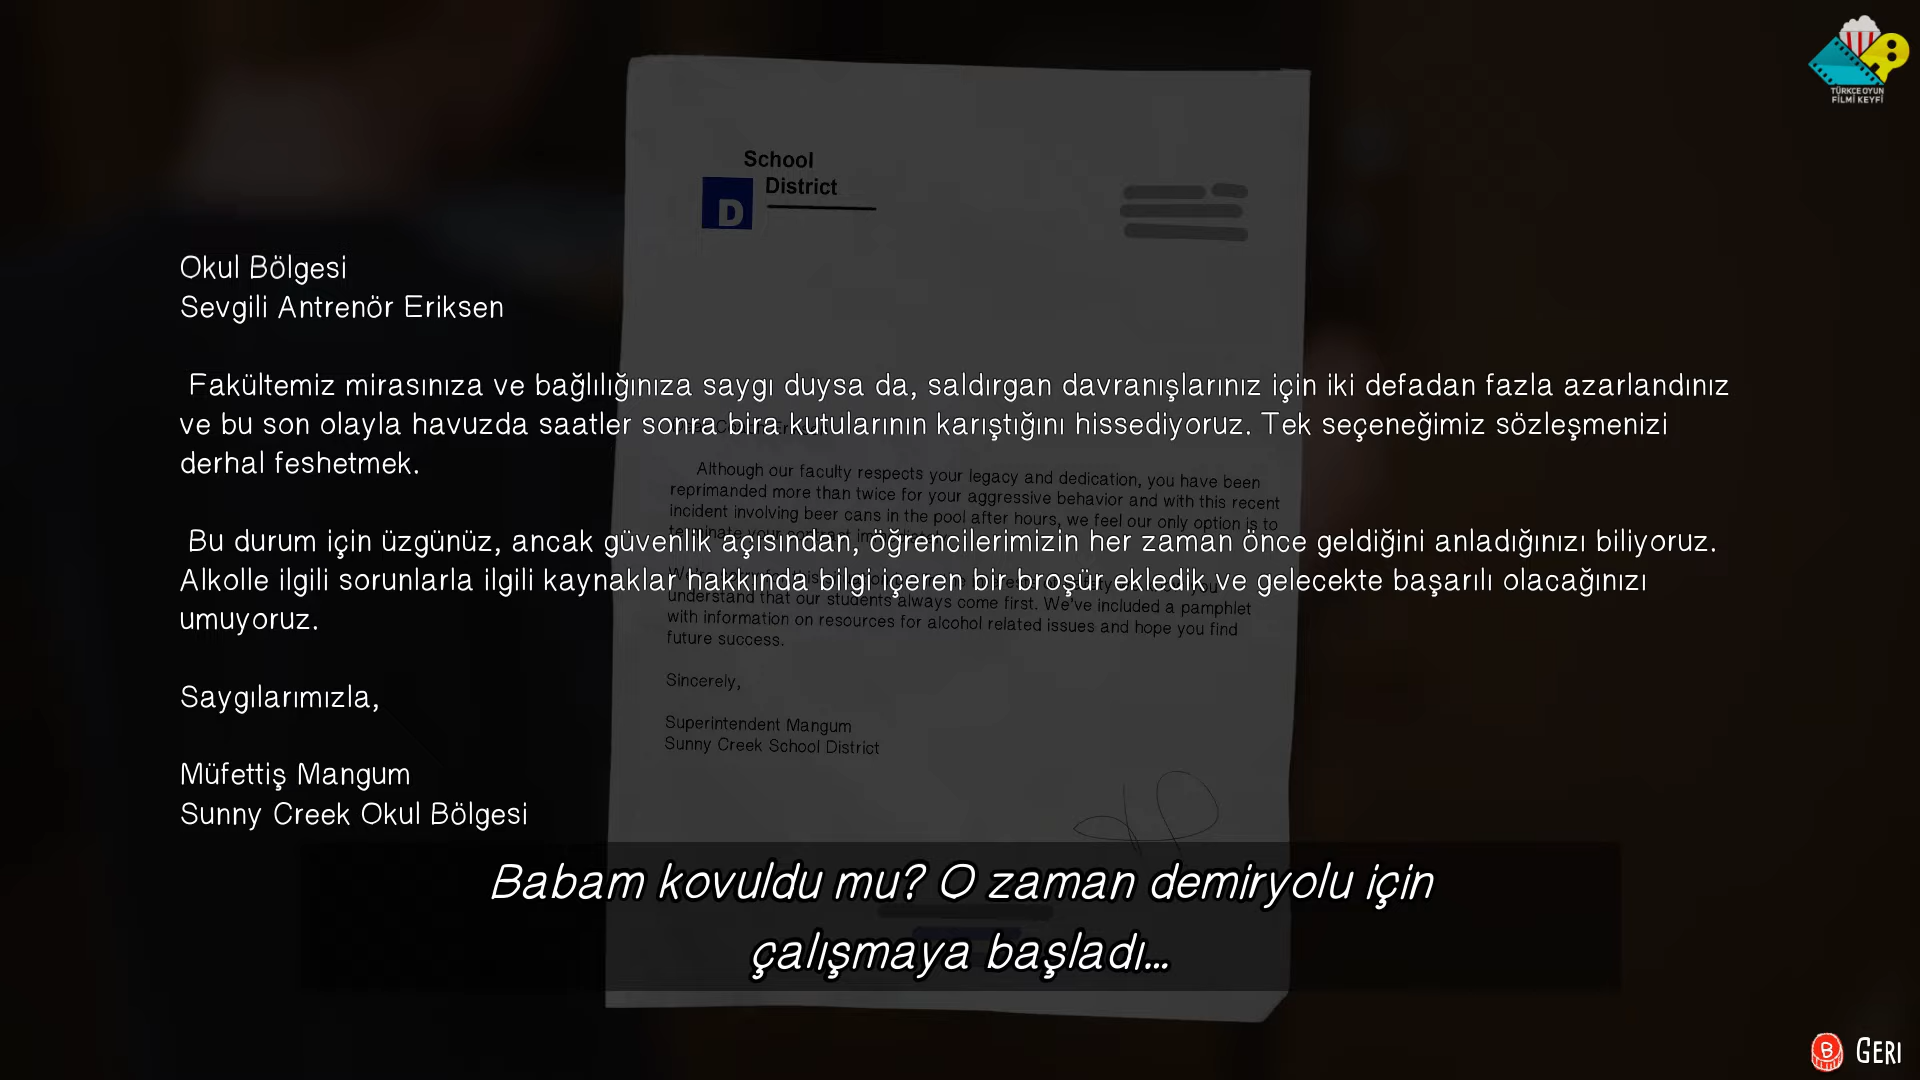 TÜRKÇE OYUN
FİLMİ KEYFİ
School
District
D
Okul Bölgesi
Sevgili Antrenör Eriksen
Fakültemiz mirasınıza ve bağlılığınıza saygı duysa da, saldırgan davranışlarınız için iki defadan fazla azarlandınız
ve bu son olayla havuzda saatler sonra bira kutularının karıştığını hissediyoruz. Tek seçeneğimiz sözleşmenizi
derhal feshetmek.
Bu durum için üzgünüz, ancak güvenlik açısından, öğrencilerimizin her zaman önce geldiğini anladığınızı biliyoruz.
Alkolle ilgili sorunlarla ilgili kaynaklar hakkında bilgi içeren bir broşür ekledik ve gelecekte başarılı olacağınızı
umuyoruz.
Saygılarımızla,
Müfettiş Mangum
Sunny Creek Okul Bölgesi
Although our faculty respects your legacy and dedication, you have been
reprimanded more than twice for your aggressive behavior and with this recent
incident involving beer cans in the pool after hours, we feel our only option is to
terminate your
understand that our students always come first. We've included a pamphlet
with information on resources for alcohol related issues and hope you find
future success.
Sincerely,
Superintendent Mangum
Sunny Creek School District
Babam kovuldu mu? O zaman demiryolu için
çalışmaya başladı...
B GERI